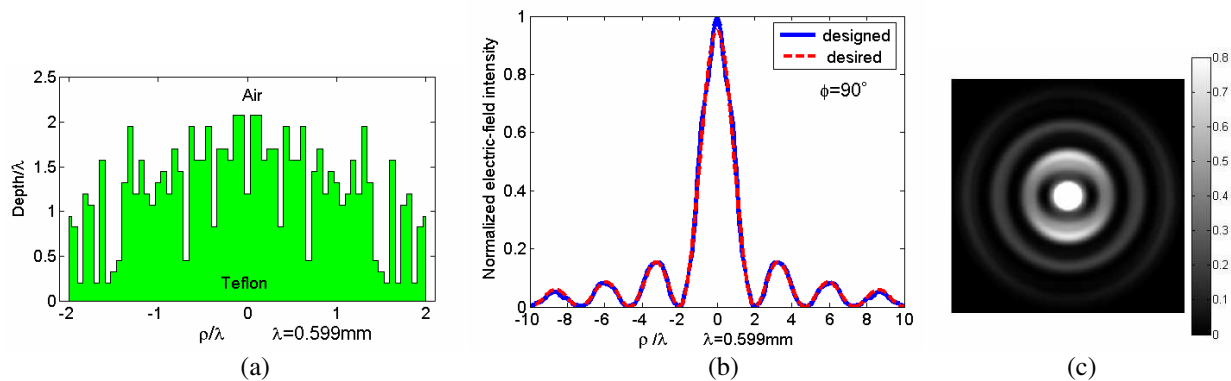 2.5
2
1.5
1
0.5
0
Depth/λ
Air
Teflon
-2
-1
0
1
2
ρ/λ
λ=0.599mm
(a)
1
0.8
0.6
0.4
0.2
0
Normalized electric-field intensity
designed
desired
ϕ=90°
-10
-8
-6
-4
-2
0
2
4
6
8
10
ρ /λ
λ=0.599mm
(b)
0.8
0.7
0.6
0.5
0.4
0.3
0.2
0.1
0
(c)